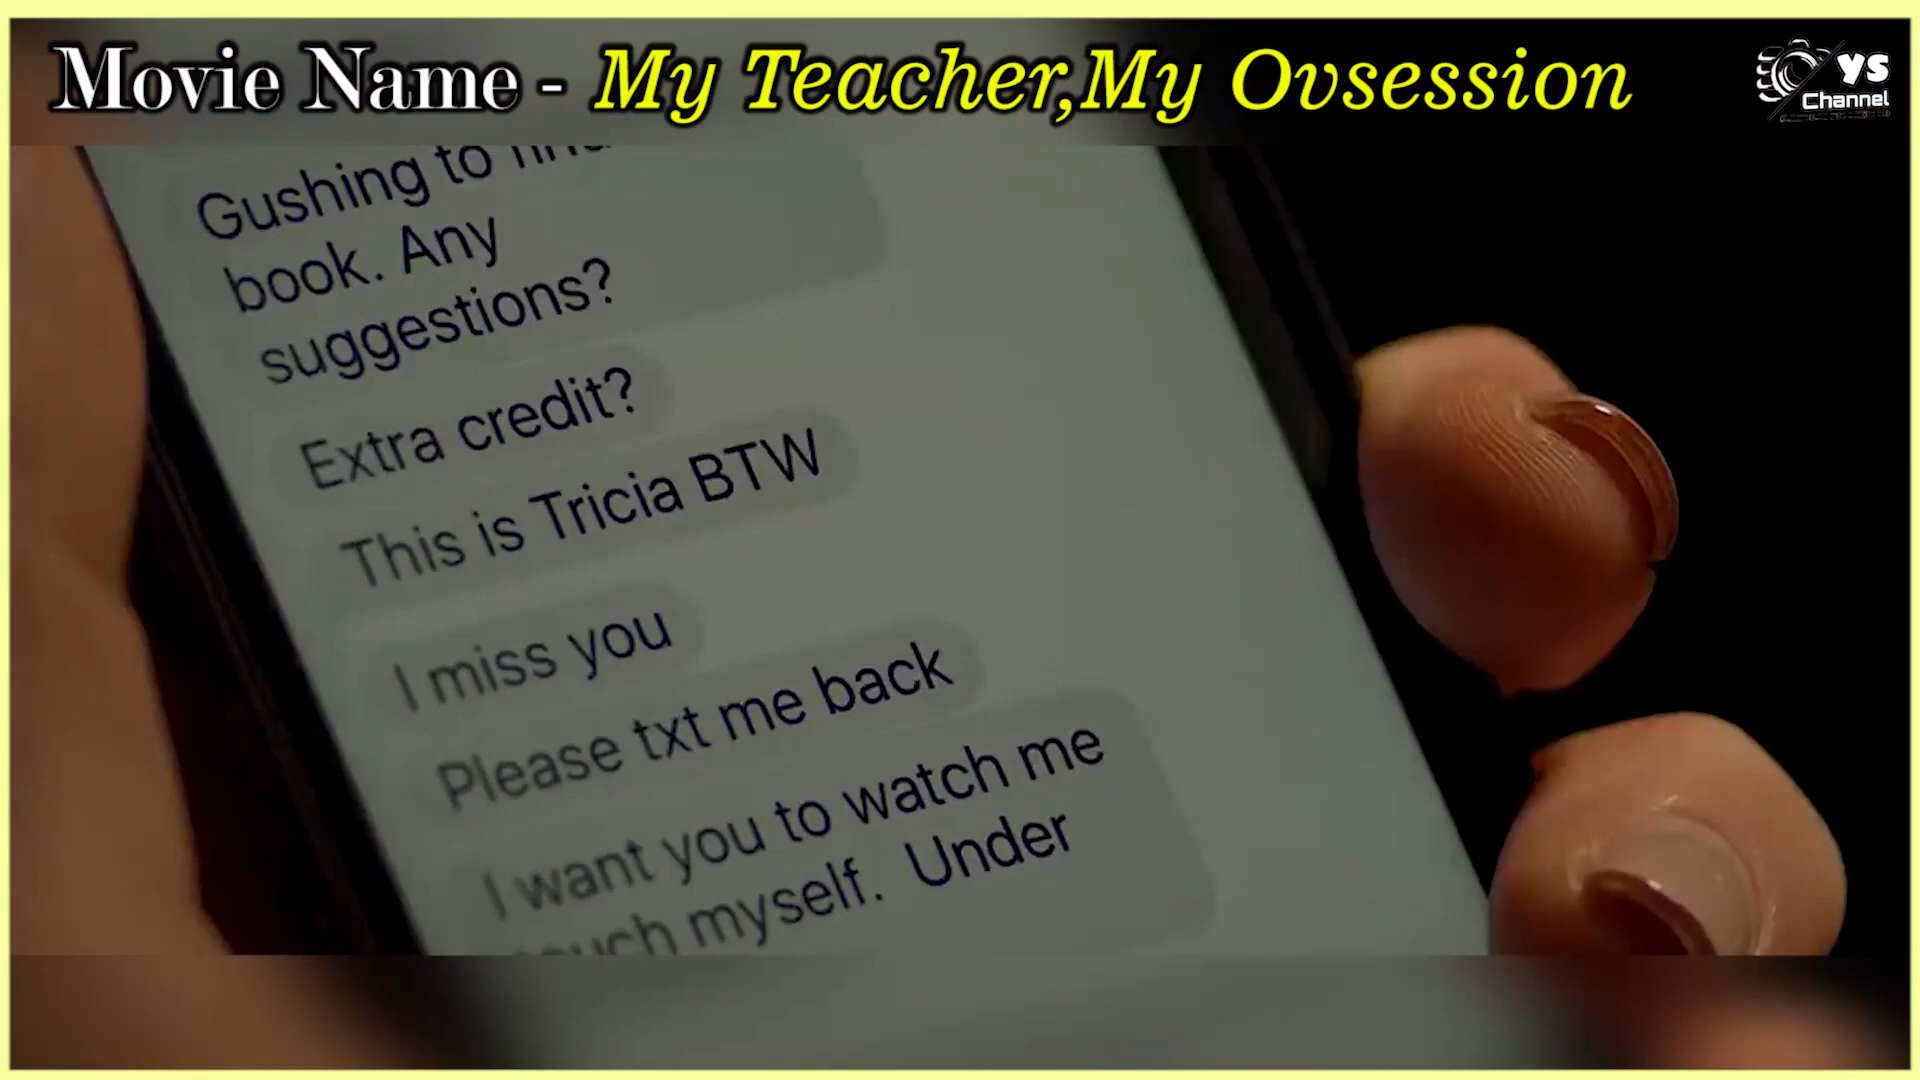 Movie Name - My Teacher,My Ovsession
ys
Channel
Gushing to
book. Any
suggestions?
Extra credit?
This is Tricia BTW
I miss you
Please txt me back
I want you to watch me
myself. Under